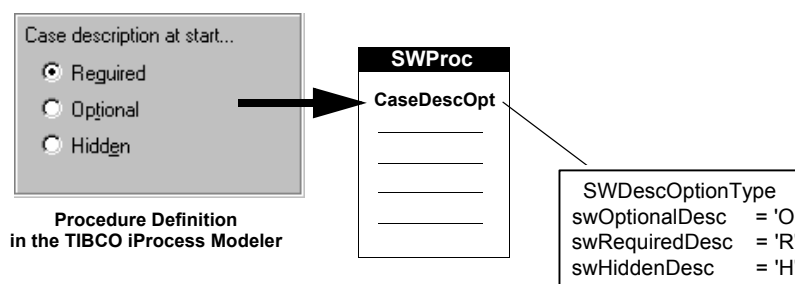 Case description at start...
Required
Optional
Hidden
Procedure Definition
in the TIBCO iProcess Modeler
SWProc
CaseDescOpt
SWDescOptionType
swOptionalDesc = 'O
swRequiredDesc = 'R'
swHiddenDesc = 'H'